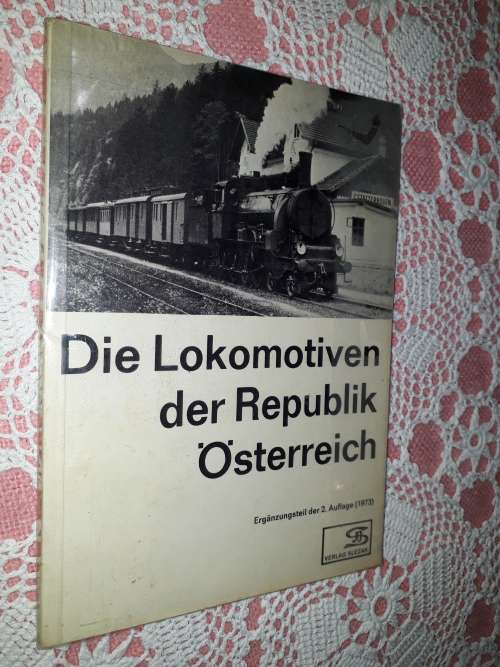 Die Lokomotiven
der Republik
Österreich
Ergänzungsteil der 2. Auflage (1973)
VERLAG SLEZAK